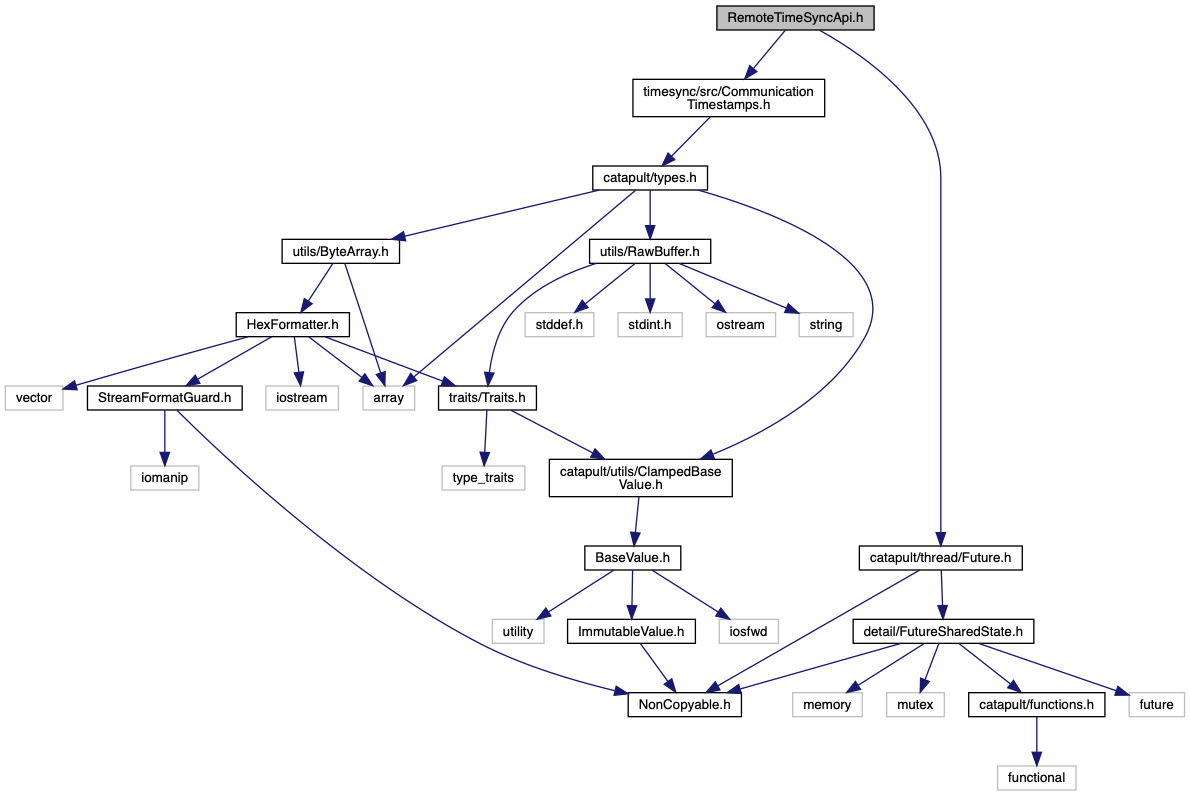 RemoteTimeSyncApi.h
timesync/src/Communication
Timestamps.h
catapult/types.h
utils/ByteArray.h
utils/RawBuffer.h
HexFormatter.h
stddef.h
stdint.h
ostream
string
vector
StreamFormatGuard.h
iostream
array
traits/Traits.h
iomanip
type_traits
catapult/utils/ClampedBase
Value.h
BaseValue.h
catapult/thread/Future.h
utility
ImmutableValue.h
iosfwd
detail/FutureSharedState.h
NonCopyable.h
memory
mutex
catapult/functions.h
future
functional